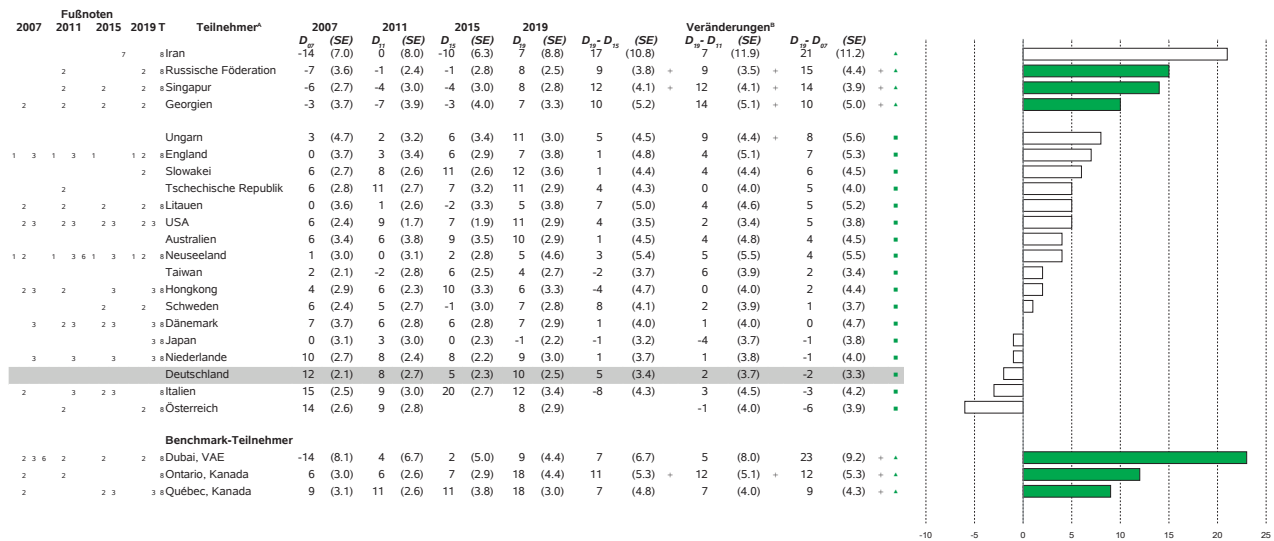 Fußnoten
2007 2011 2015 2019 T Teilnehmerᴬ 2007 2011 2015 2019 Veränderungenᴮ
D07 (SE) D11 (SE) D15 (SE) D19 (SE) D19- D15 (SE) D19- D11 (SE) D19- D07 (SE)
7 8 Iran -14 (7.0) 0 (8.0) -10 (6.3) 7 (8.8) 17 (10.8) 7 (11.9) 21 (11.2) ▲
2 2 8 Russische Föderation -7 (3.6) -1 (2.4) -1 (2.8) 8 (2.5) 9 (3.8) + 9 (3.5) + 15 (4.4) + ▲
2 2 2 8 Singapur -6 (2.7) -4 (3.0) -4 (3.0) 8 (2.8) 12 (4.1) + 12 (4.1) + 14 (3.9) + ▲
2 2 2 2 Georgien -3 (3.7) -7 (3.9) -3 (4.0) 7 (3.3) 10 (5.2) 14 (5.1) + 10 (5.0) + ▲
Ungarn 3 (4.7) 2 (3.2) 6 (3.4) 11 (3.0) 5 (4.5) 9 (4.4) + 8 (5.6) ■
1 3 1 3 1 1 2 8 England 0 (3.7) 3 (3.4) 6 (2.9) 7 (3.8) 1 (4.8) 4 (5.1) 7 (5.3) ■
2 Slowakei 6 (2.7) 8 (2.6) 11 (2.6) 12 (3.6) 1 (4.4) 4 (4.4) 6 (4.5) ■
2 Tschechische Republik 6 (2.8) 11 (2.7) 7 (3.2) 11 (2.9) 4 (4.3) 0 (4.0) 5 (4.0) ■
2 2 2 2 8 Litauen 0 (3.6) 1 (2.6) -2 (3.3) 5 (3.8) 7 (5.0) 4 (4.6) 5 (5.2) ■
2 3 2 3 2 3 2 3 USA 6 (2.4) 9 (1.7) 7 (1.9) 11 (2.9) 4 (3.5) 2 (3.4) 5 (3.8) ■
Australien 6 (3.4) 6 (3.8) 9 (3.5) 10 (2.9) 1 (4.5) 4 (4.8) 4 (4.5) ■
1 2 1 3 6 1 3 1 2 8 Neuseeland 1 (3.0) 0 (3.1) 2 (2.8) 5 (4.6) 3 (5.4) 5 (5.5) 4 (5.5) ■
Taiwan 2 (2.1) -2 (2.8) 6 (2.5) 4 (2.7) -2 (3.7) 6 (3.9) 2 (3.4) ■
2 3 2 3 3 8 Hongkong 4 (2.9) 6 (2.3) 10 (3.3) 6 (3.3) -4 (4.7) 0 (4.0) 2 (4.4) ■
2 2 Schweden 6 (2.4) 5 (2.7) -1 (3.0) 7 (2.8) 8 (4.1) 2 (3.9) 1 (3.7) ■
3 2 3 2 3 3 8 Dänemark 7 (3.7) 6 (2.8) 6 (2.8) 7 (2.9) 1 (4.0) 1 (4.0) 0 (4.7) ■
3 8 Japan 0 (3.1) 3 (3.0) 0 (2.3) -1 (2.2) -1 (3.2) -4 (3.7) -1 (3.8) ■
3 3 3 3 8 Niederlande 10 (2.7) 8 (2.4) 8 (2.2) 9 (3.0) 1 (3.7) 1 (3.8) -1 (4.0) ■
Deutschland 12 (2.1) 8 (2.7) 5 (2.3) 10 (2.5) 5 (3.4) 2 (3.7) -2 (3.3) ■
2 3 2 3 8 Italien 15 (2.5) 9 (3.0) 20 (2.7) 12 (3.4) -8 (4.3) 3 (4.5) -3 (4.2) ■
2 2 8 Österreich 14 (2.6) 9 (2.8) 8 (2.9) -1 (4.0) -6 (3.9) ■
Benchmark-Teilnehmer
2 3 6 2 2 2 8 Dubai, VAE -14 (8.1) 4 (6.7) 2 (5.0) 9 (4.4) 7 (6.7) 5 (8.0) 23 (9.2) + ▲
2 2 8 Ontario, Kanada 6 (3.0) 6 (2.6) 7 (2.9) 18 (4.4) 11 (5.3) + 12 (5.1) + 12 (5.3) + ▲
2 2 3 3 8 Québec, Kanada 9 (3.1) 11 (2.6) 11 (3.8) 18 (3.0) 7 (4.8) 7 (4.0) 9 (4.3) + ▲
-10 -5 0 5 10 15 20 25